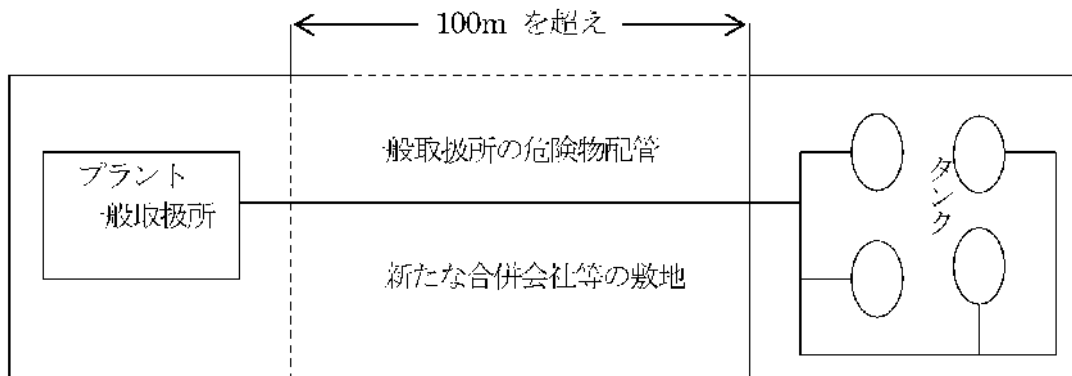 100m を超え
一般取扱所の危険物配管
プラント
一般取扱所
タンク
新たな合併会社等の敷地